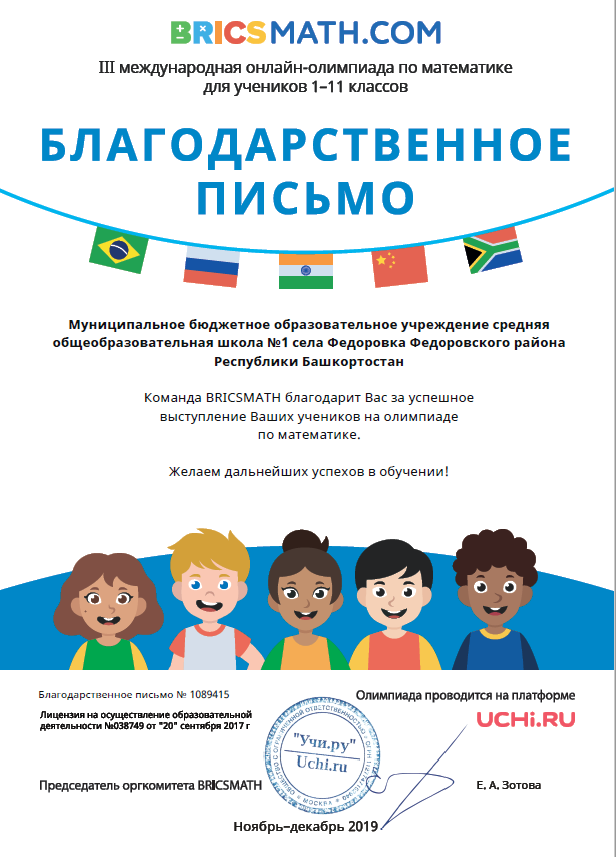 BRICSMATH.COM
III международная онлайн-олимпиада по математике
для учеников 1–11 классов
БЛАГОДАРСТВЕННОЕ
ПИСЬМО
Муниципальное бюджетное образовательное учреждение средняя
общеобразовательная школа №1 села Федоровка Федоровского района
Республики Башкортостан
Команда BRICSMATH благодарит Вас за успешное
выступление Ваших учеников на олимпиаде
по математике.
Желаем дальнейших успехов в обучении!
Благодарственное письмо № 1089415
Олимпиада проводится на платформе
Лицензия на осуществление образовательной
деятельности №038749 от "20" сентября 2017 г
UCHi.RU
"Учи.ру"
Uchi.ru
МОСКВА
Председатель оргкомитета BRICSMATH
Е. А. Зотова
Ноябрь–декабрь 2019